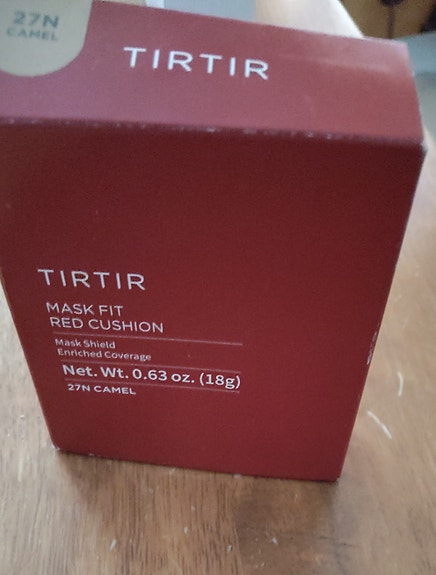 27N
CAMEL
TIRTIR
TIRTIR
MASK FIT
RED CUSHION
Mask Shield
Enriched Coverage
Net. Wt. 0.63 oz. (18g)
27N CAMEL